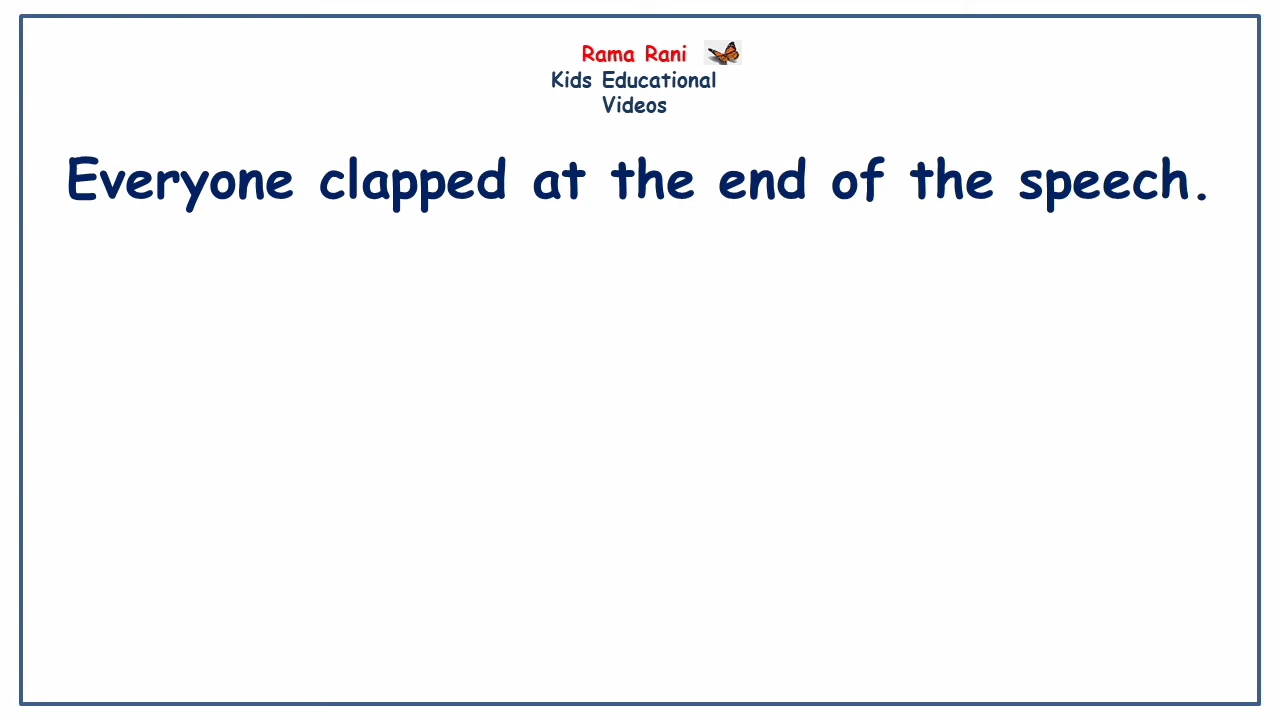 Rama Rani
Kids Educational
Videos
Everyone clapped at the end of the speech.